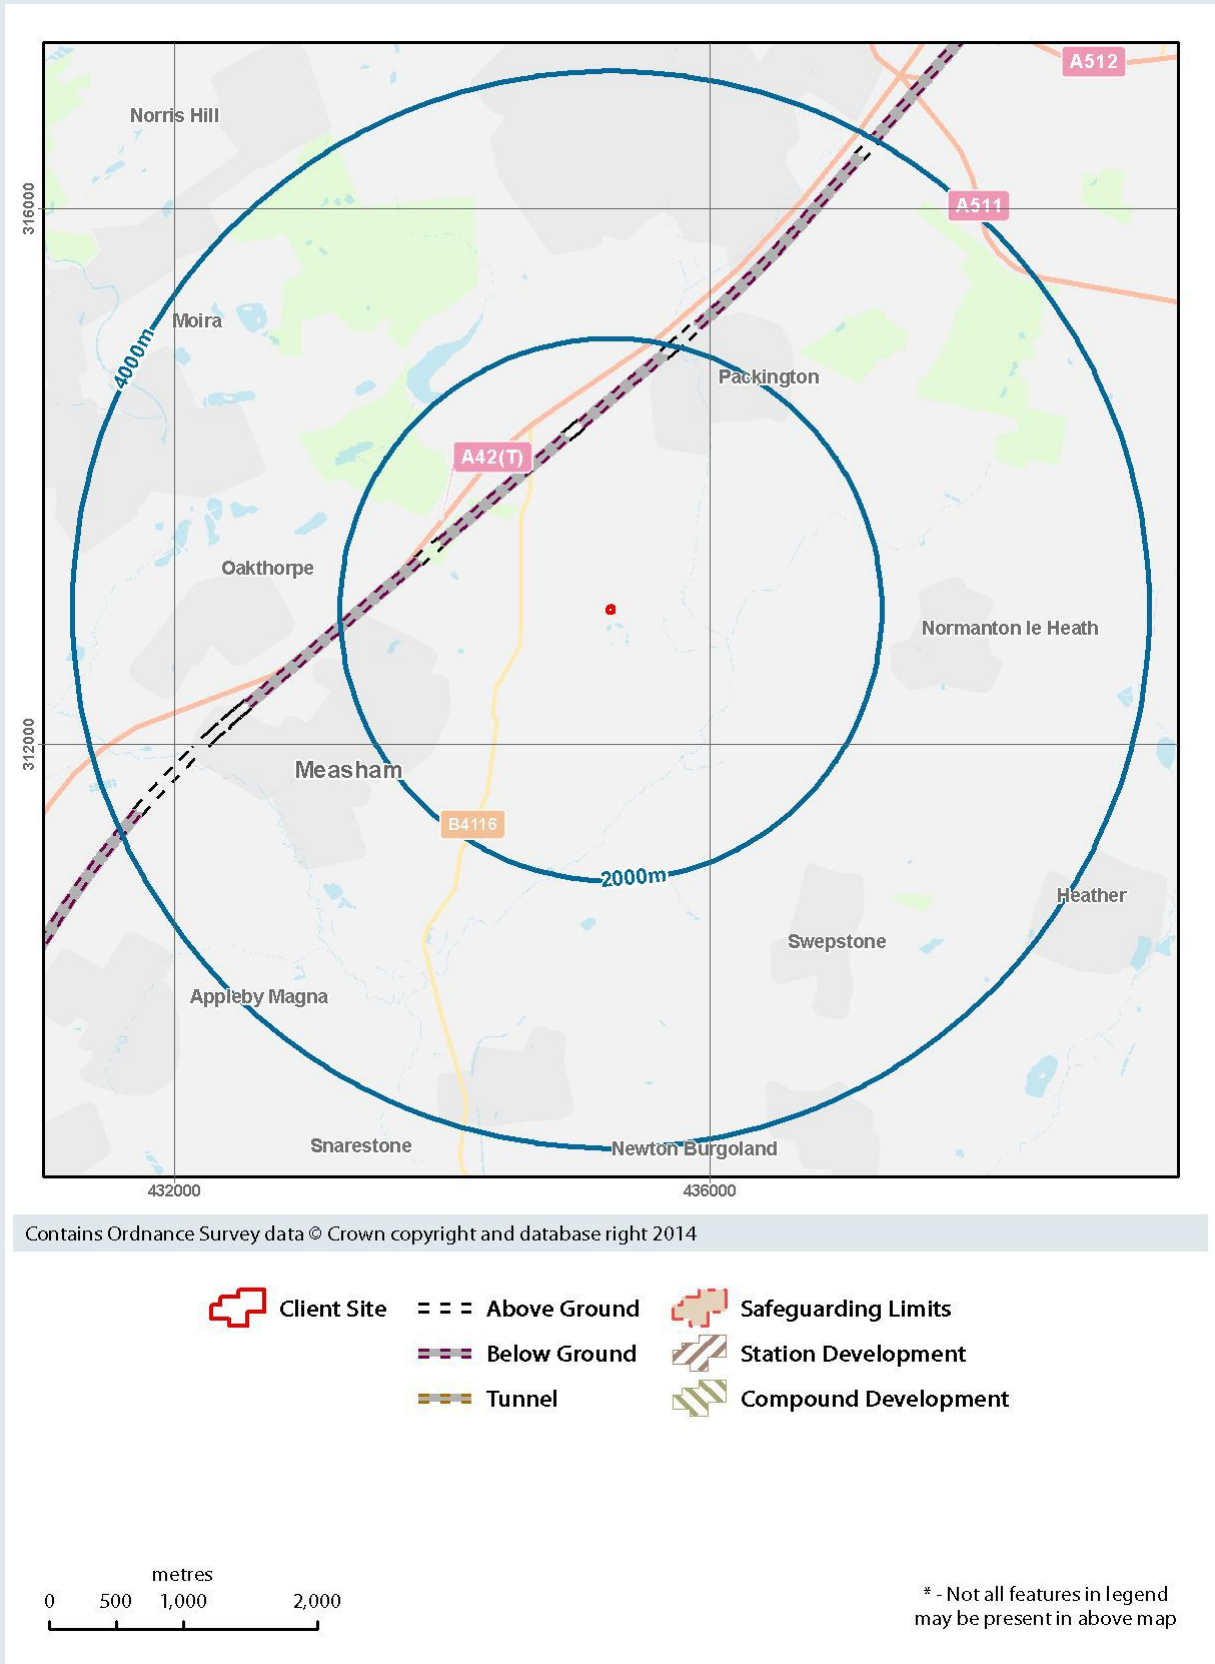 A512
Norris Hill
316000
A511
Moira
4000m
Packington
A42(T)
Oakthorpe
Normanton le Heath
312000
Measham
B4116
2000m
Heather
Swepstone
Appleby Magna
Snarestone
Newton Burgoland
432000
436000
Contains Ordnance Survey data © Crown copyright and database right 2014
Client Site
Above Ground
Safeguarding Limits
Below Ground
Station Development
Tunnel
Compound Development
metres
0 500 1,000 2,000
* - Not all features in legend
may be present in above map